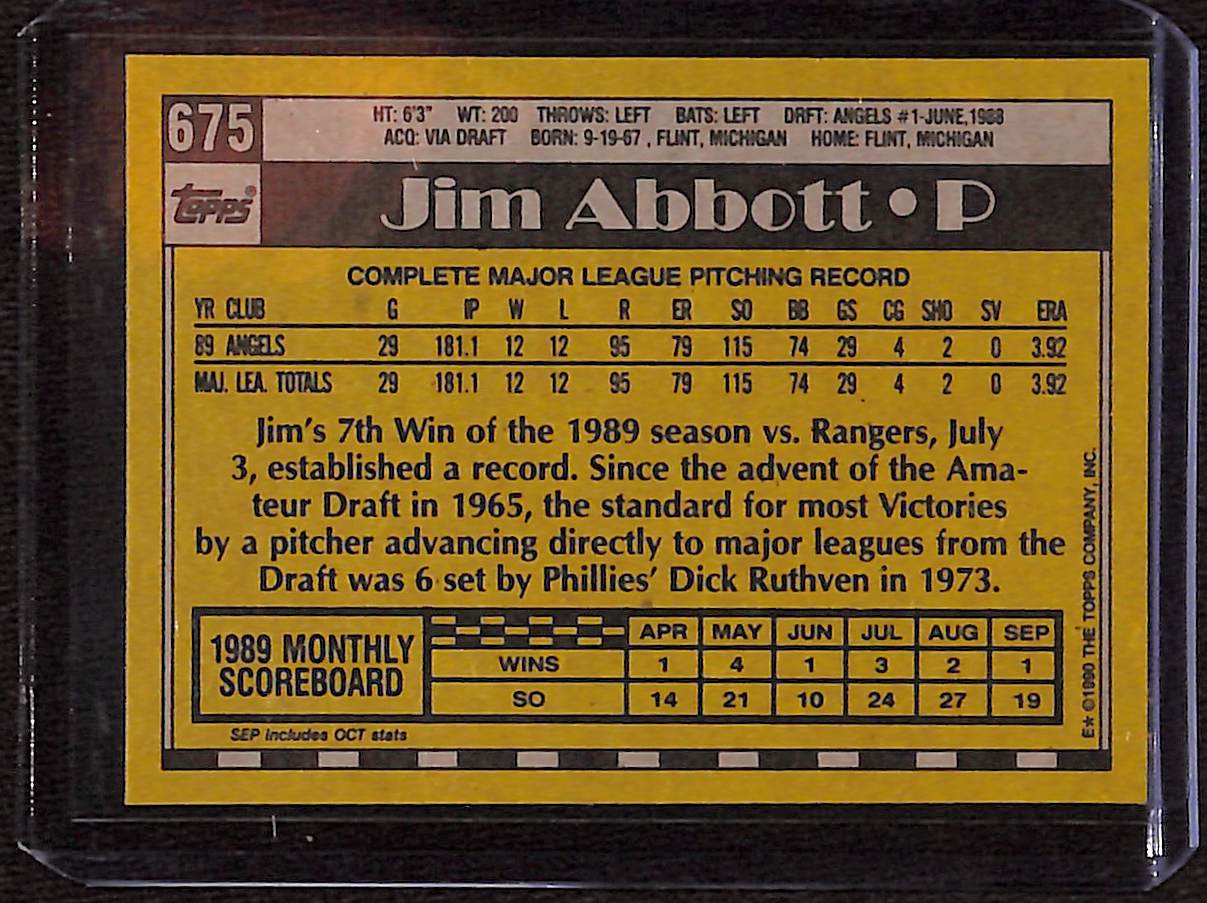 675
HT: 6'3" WT: 200 THROWS: LEFT BATS: LEFT DRFT: ANGELS #1-JUNE,1988
ACQ: VIA DRAFT BORN: 9-19-67 , FLINT, MICHIGAN HOME: FLINT, MICHIGAN
TOPPS®
Jim Abbott • P
COMPLETE MAJOR LEAGUE PITCHING RECORD
YR CLUB G IP W L R ER SO BB GS CG SHO SV ERA
89 ANGELS 29 181.1 12 12 95 79 115 74 29 4 2 0 3.92
MAJ. LEA. TOTALS 29 181.1 12 12 95 79 115 74 29 4 2 0 3.92
Jim's 7th Win of the 1989 season vs. Rangers, July
3, established a record. Since the advent of the Ama-
teur Draft in 1965, the standard for most Victories
by a pitcher advancing directly to major leagues from the
Draft was 6 set by Phillies' Dick Ruthven in 1973.
1989 MONTHLY
SCOREBOARD
APR MAY JUN JUL AUG SEP
WINS 1 4 1 3 2 1
SO 14 21 10 24 27 19
SEP includes OCT stats
E* ©1990 THE TOPPS COMPANY, INC.